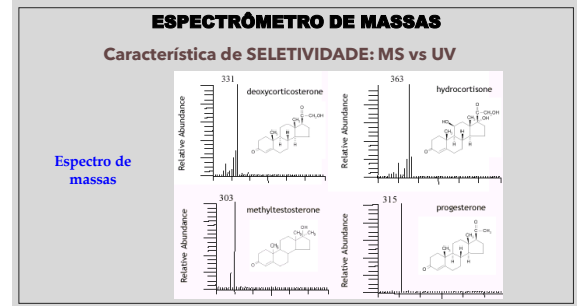 ESPECTRÔMETRO DE MASSAS
Característica de SELETIVIDADE: MS vs UV
Espectro de
massas
331
deoxycorticosterone
Relative Abundance
363
hydrocortisone
Relative Abundance
303
methyltestosterone
Relative Abundance
315
progesterone
Relative Abundance